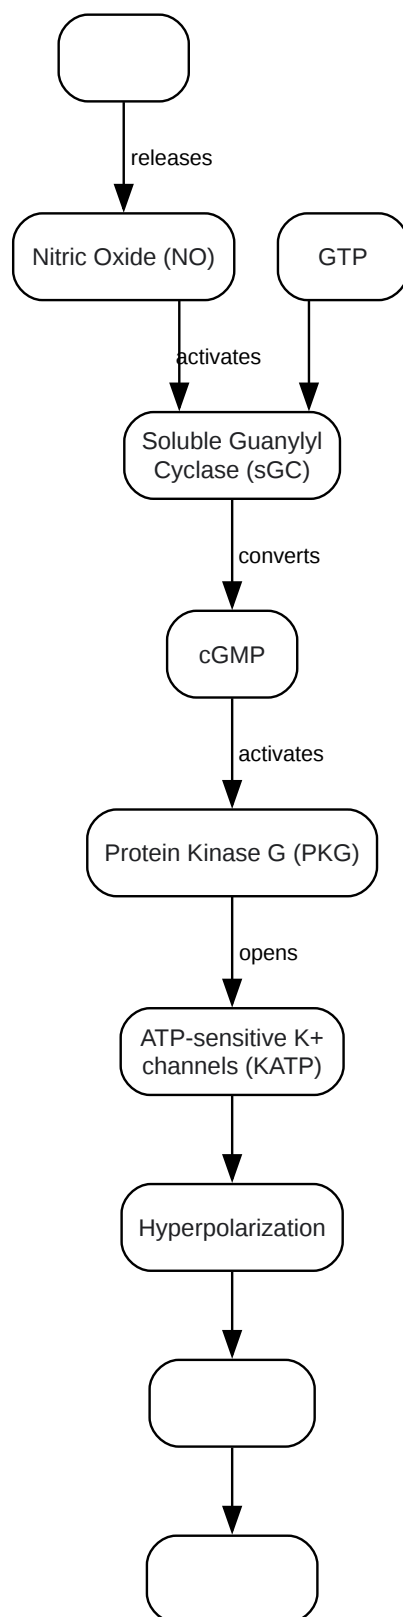 releases
Nitric Oxide (NO)
GTP
activates
Soluble Guanylyl
Cyclase (sGC)
converts
cGMP
activates
Protein Kinase G (PKG)
opens
ATP-sensitive K+
channels (KATP)
Hyperpolarization